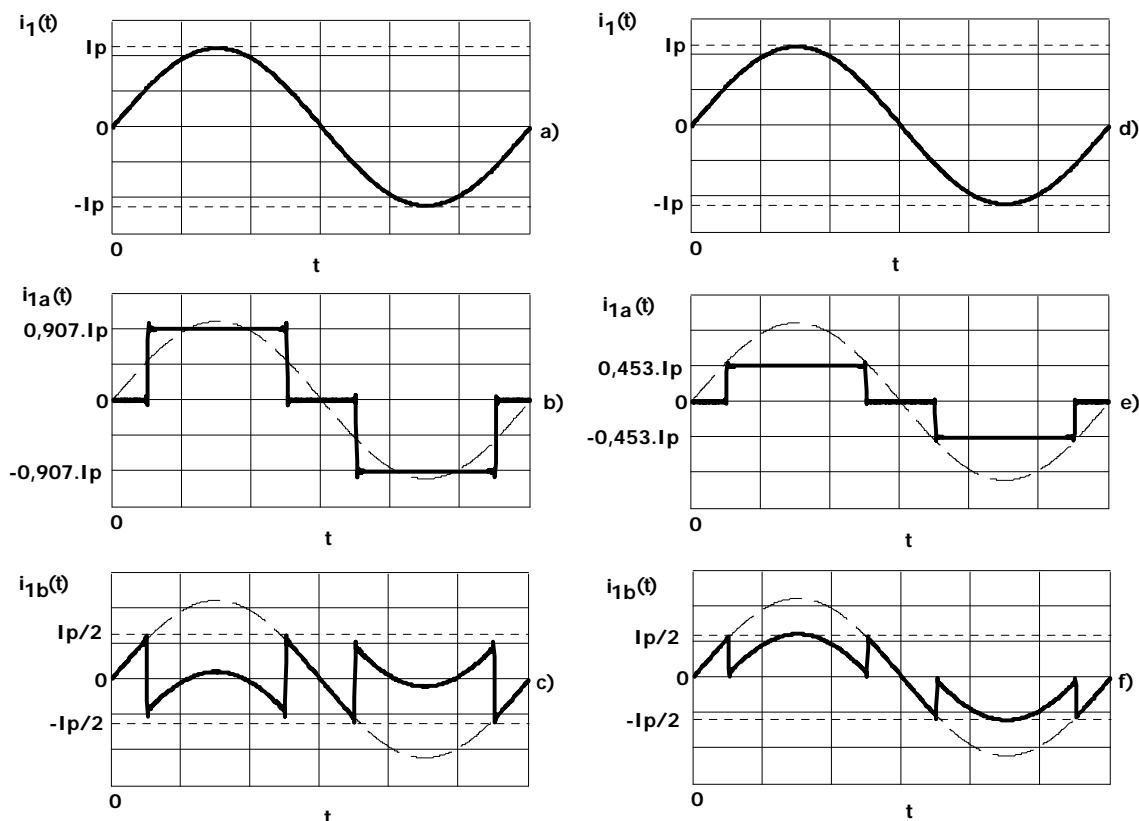 i1(t)
Ip
0
-Ip
0
t
a)
i1(t)
Ip
0
-Ip
0
t
d)
i1a(t)
0,907.Ip
0
-0,907.Ip
0
t
b)
i1a(t)
0,453.Ip
0
-0,453.Ip
0
t
e)
i1b(t)
Ip/2
0
-Ip/2
0
t
c)
i1b(t)
Ip/2
0
-Ip/2
0
t
f)